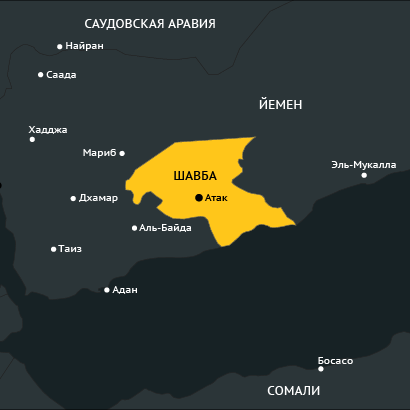 САУДОВСКАЯ АРАВИЯ
Найран
Саада
ЙЕМЕН
Хадджа
Мариб
Эль-Мукалла
ШАВБА
Дхамар
Атак
Аль-Байда
Таиз
Адан
Босасо
СОМАЛИ